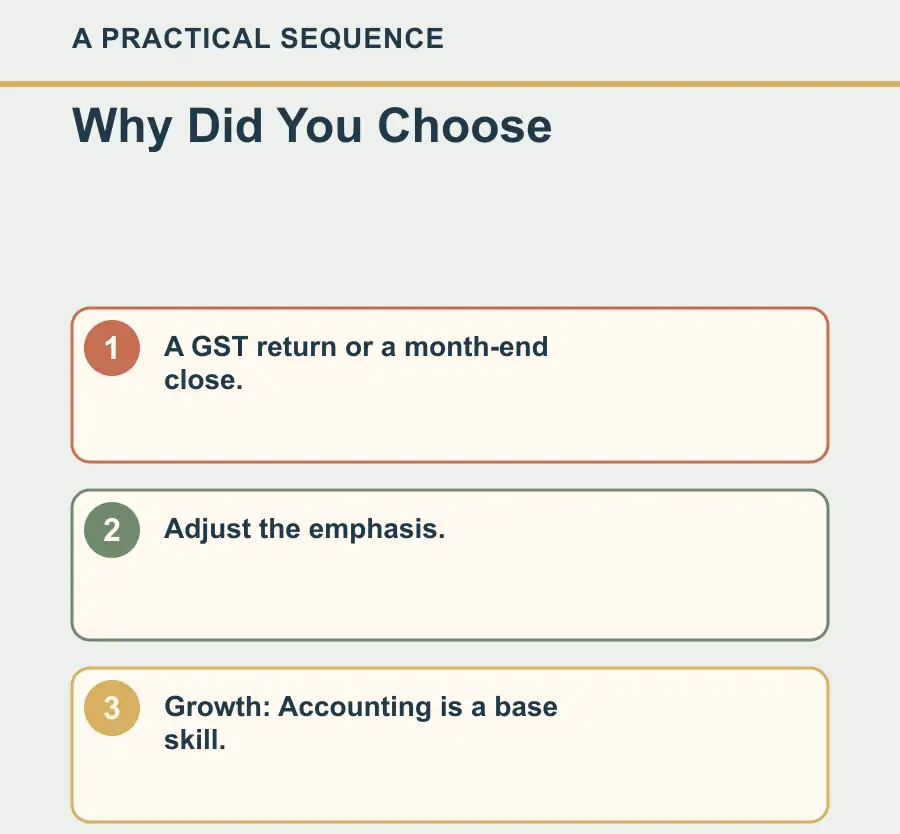 A PRACTICAL SEQUENCE
Why Did You Choose
1
A GST return or a month-end
close.
2
Adjust the emphasis.
3
Growth: Accounting is a base
skill.